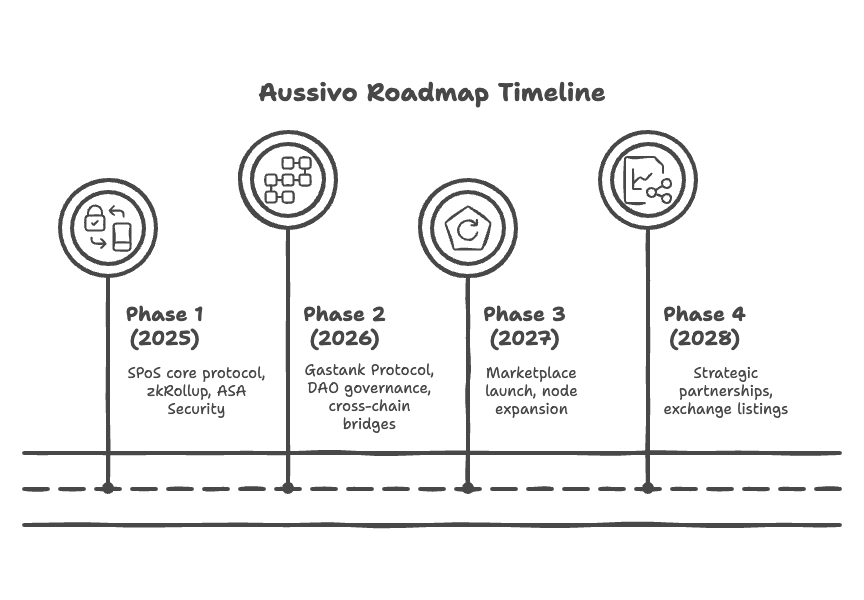 Aussivo Roadmap Timeline
Phase 1
(2025)
SPoS core protocol,
zkRollup, ASA
Security
Phase 2
(2026)
Gastank Protocol,
DAO governance,
cross-chain
bridges
Phase 3
(2027)
Marketplace
launch, node
expansion
Phase 4
(2028)
Strategic
partnerships,
exchange listings